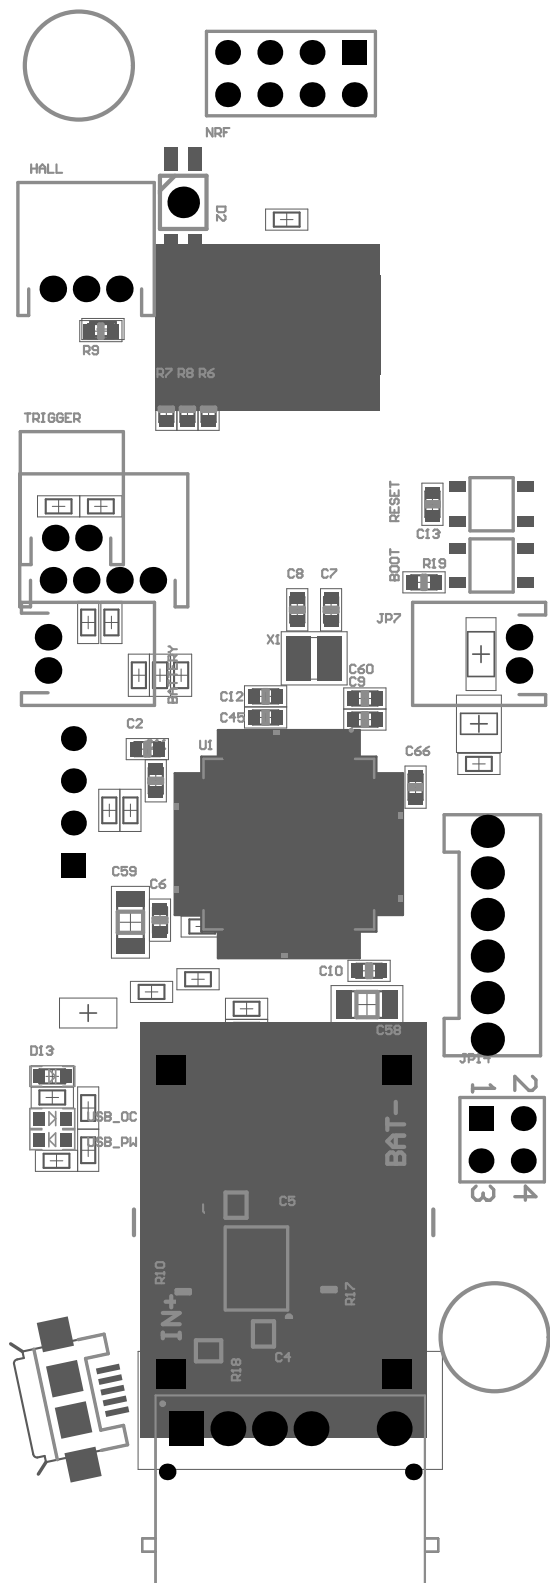 NRF
HALL
D2
R9
R7 R8 R6
TRIGGER
RESET
C13
BOOT
R19
C8 C7
JP7
X1
C60
C9
BATTERY
C12
C45
C2
U1
C66
C59
C6
C10
C58
D13
JP14
1 2
USB_OC
USB_PW
BAT-
3 4
C5
R10
R17
IN+
C4
R18